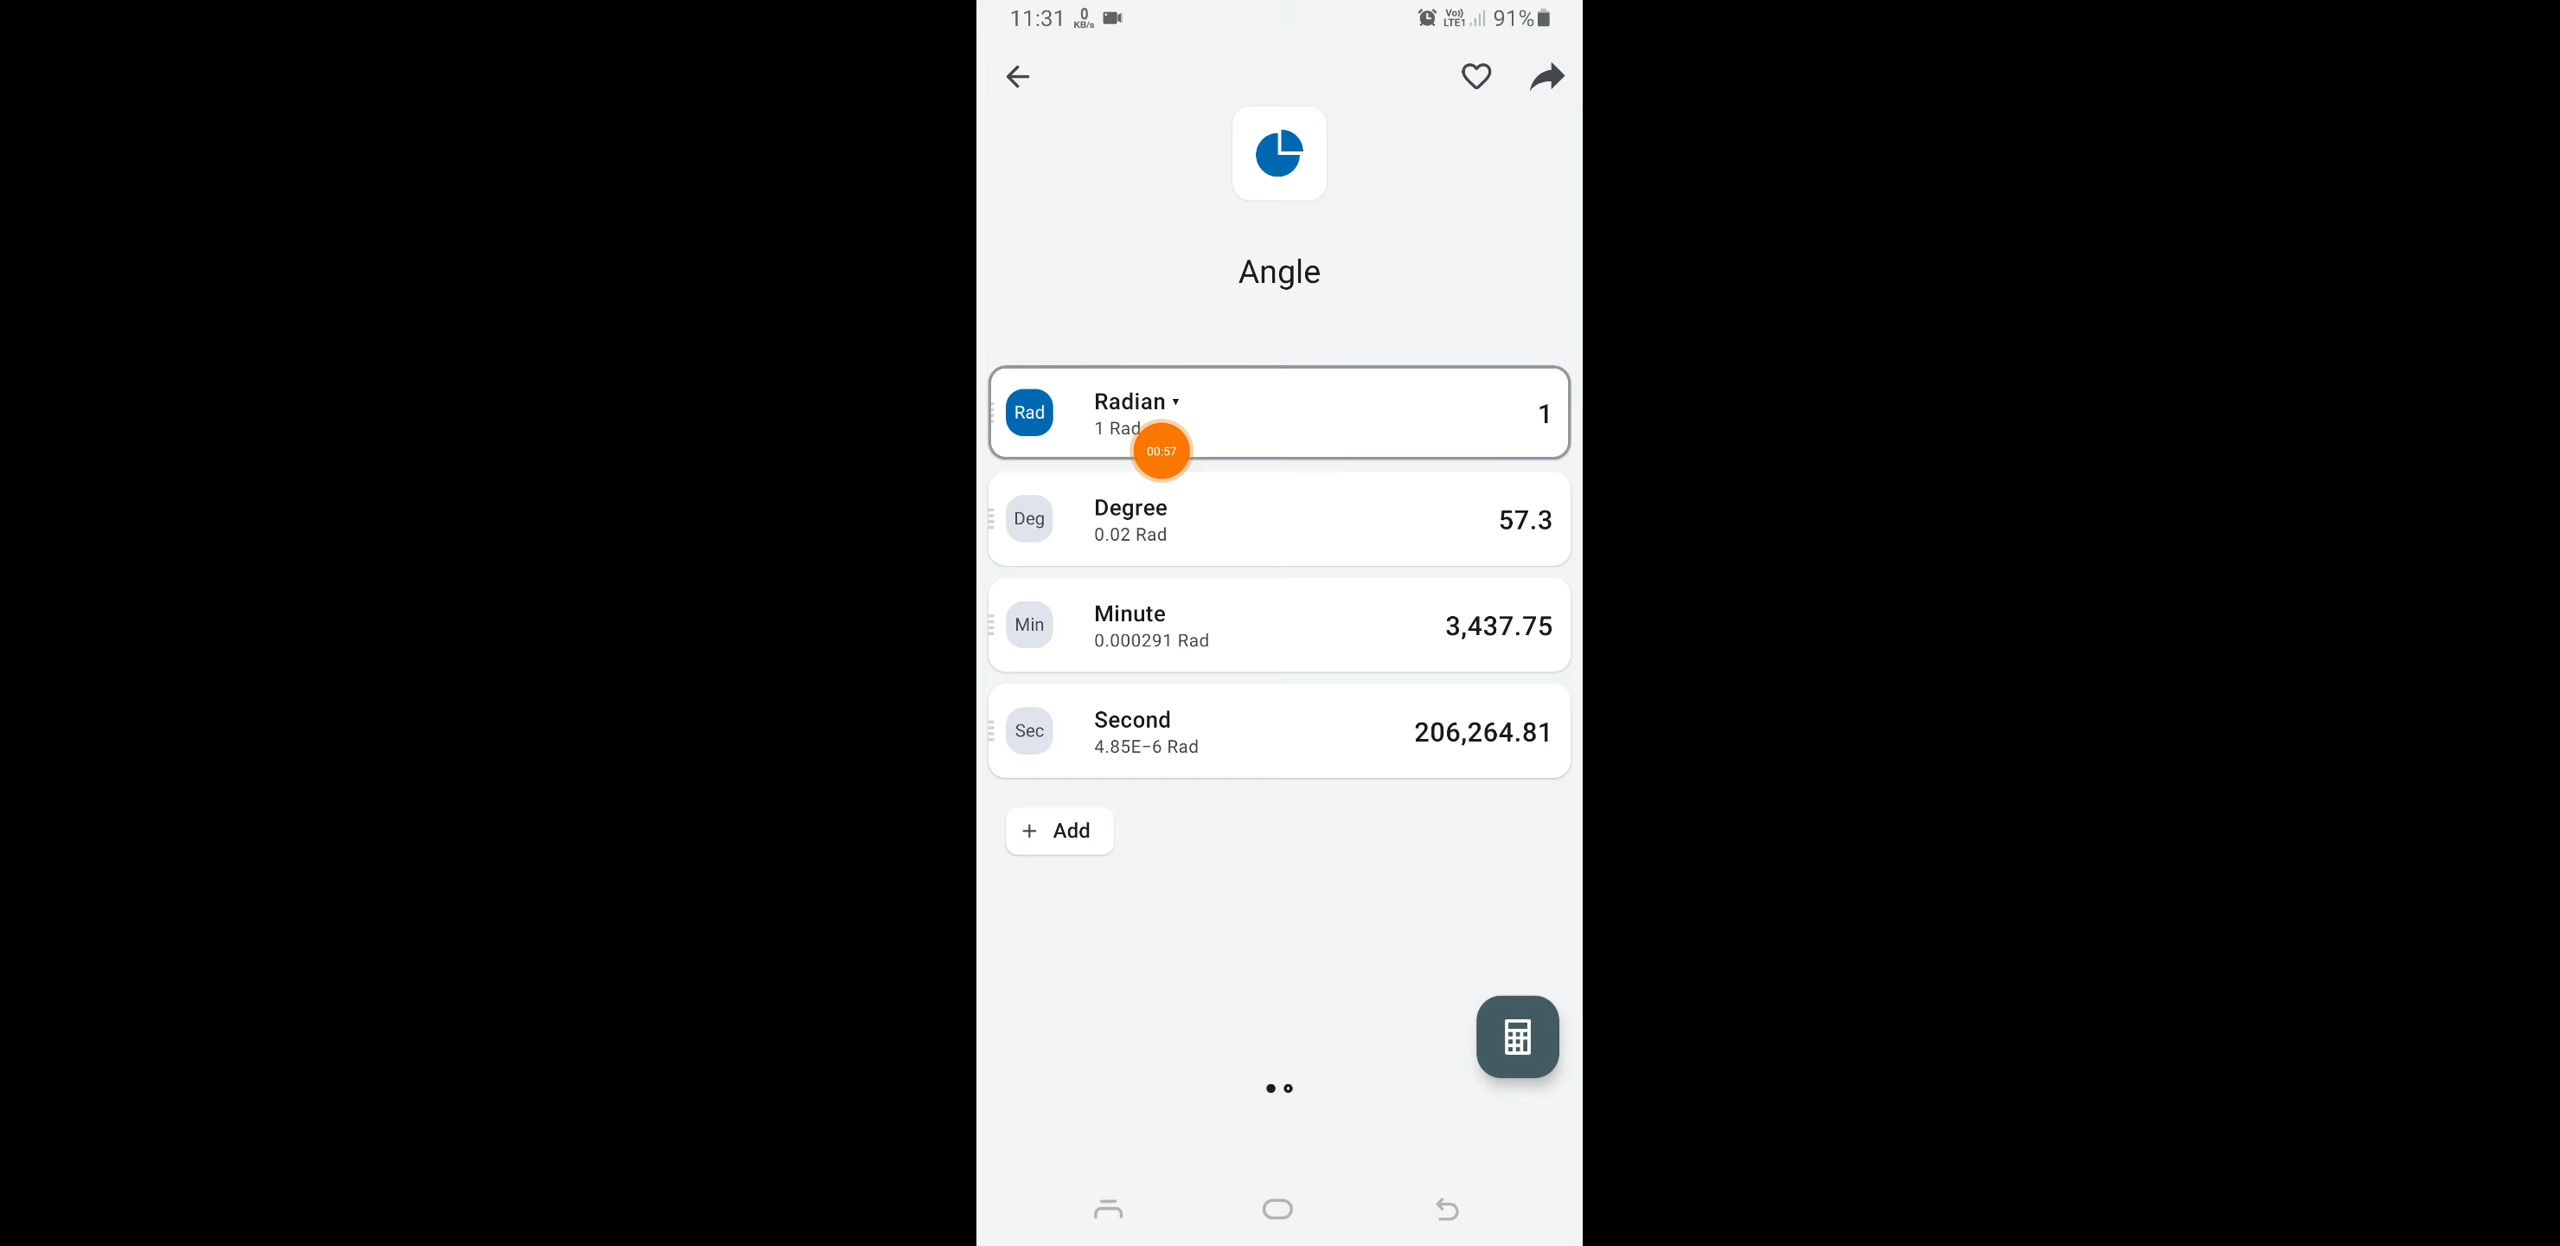 11:31 0 KB/s Vo)) LTE1 91%
Angle
Rad Radian ▾ 1
1 Rad
00:57
Deg Degree 57.3
0.02 Rad
Min Minute 3,437.75
0.000291 Rad
Sec Second 206,264.81
4.85E−6 Rad
+ Add